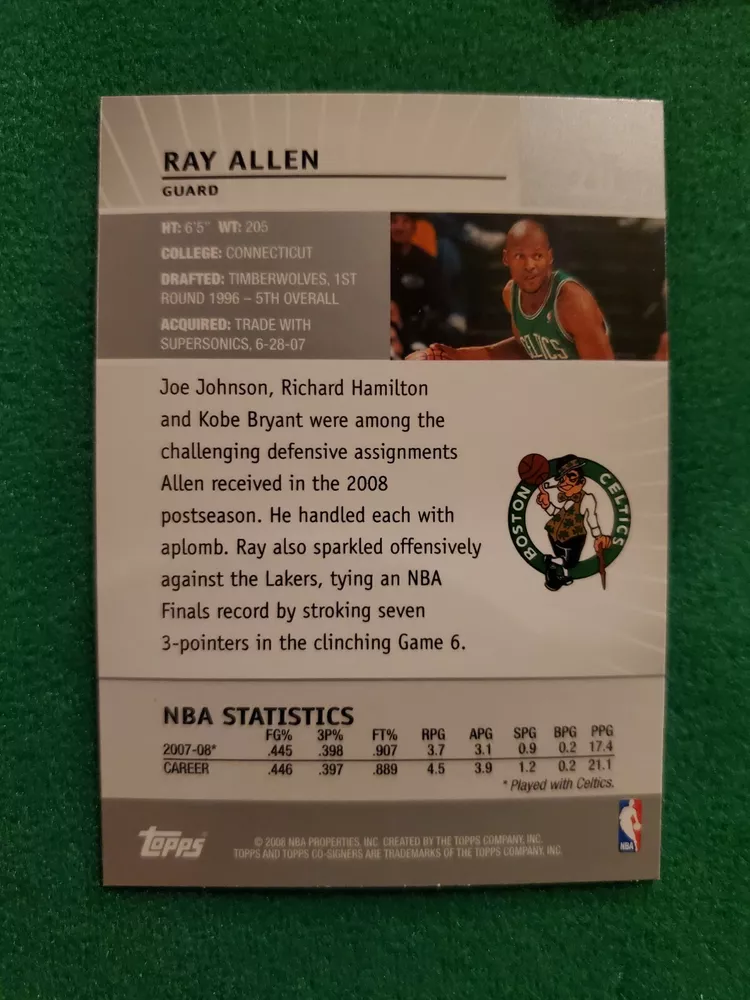 RAY ALLEN
GUARD
HT: 6'5" WT: 205
COLLEGE: CONNECTICUT
DRAFTED: TIMBERWOLVES, 1ST
ROUND 1996 – 5TH OVERALL
ACQUIRED: TRADE WITH
SUPERSONICS, 6-28-07
CELTICS
Joe Johnson, Richard Hamilton
and Kobe Bryant were among the
challenging defensive assignments
Allen received in the 2008
postseason. He handled each with
aplomb. Ray also sparkled offensively
against the Lakers, tying an NBA
Finals record by stroking seven
3-pointers in the clinching Game 6.
BOSTON CELTICS
NBA STATISTICS
FG% 3P% FT% RPG APG SPG BPG PPG
2007-08* .445 .398 .907 3.7 3.1 0.9 0.2 17.4
CAREER .446 .397 .889 4.5 3.9 1.2 0.2 21.1
* Played with Celtics.
Topps
© 2008 NBA PROPERTIES, INC. CREATED BY THE TOPPS COMPANY, INC.
TOPPS AND TOPPS CO-SIGNERS ARE TRADEMARKS OF THE TOPPS COMPANY, INC.
NBA